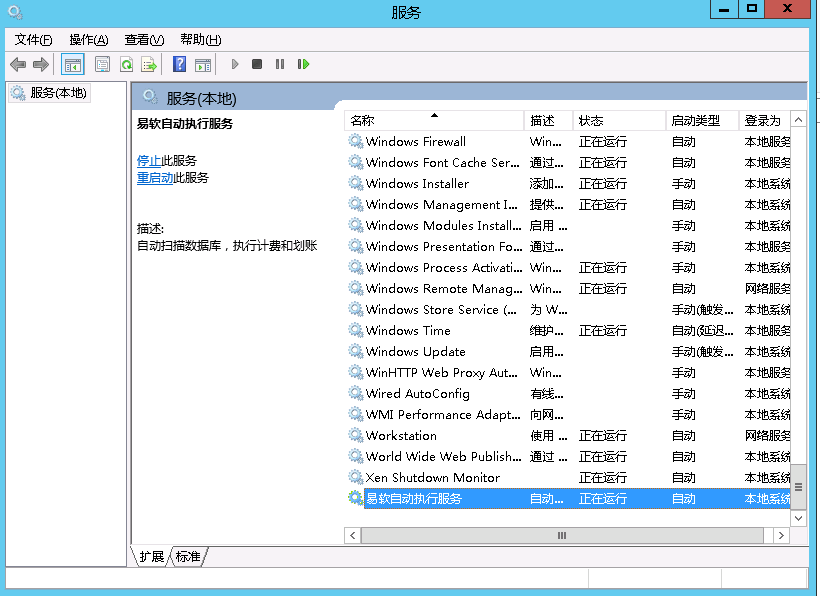 服务
文件(F) 操作(A) 查看(V) 帮助(H)
服务(本地)
服务(本地)
易软自动执行服务
停止此服务
重启动此服务
描述:
自动扫描数据库，执行计费和划账
名称 描述 状态 启动类型 登录为
Windows Firewall Win... 正在运行 自动 本地服务
Windows Font Cache Ser... 通过... 正在运行 自动 本地服务
Windows Installer 添加... 正在运行 手动 本地系统
Windows Management I... 提供... 正在运行 自动 本地系统
Windows Modules Install... 启用 ... 手动 本地系统
Windows Presentation Fo... 通过... 手动 本地服务
Windows Process Activati... Win... 正在运行 手动 本地系统
Windows Remote Manag... Win... 正在运行 自动 网络服务
Windows Store Service (... 为 W... 手动(触发... 本地系统
Windows Time 维护... 正在运行 自动(延迟... 本地服务
Windows Update 启用... 手动(触发... 本地系统
WinHTTP Web Proxy Aut... Win... 手动 本地服务
Wired AutoConfig 有线... 手动 本地系统
WMI Performance Adapt... 向网... 手动 本地系统
Workstation 使用 ... 正在运行 自动 网络服务
World Wide Web Publish... 通过 ... 正在运行 自动 本地系统
Xen Shutdown Monitor 正在运行 自动 本地系统
易软自动执行服务 自动... 正在运行 自动 本地系统
扩展 标准